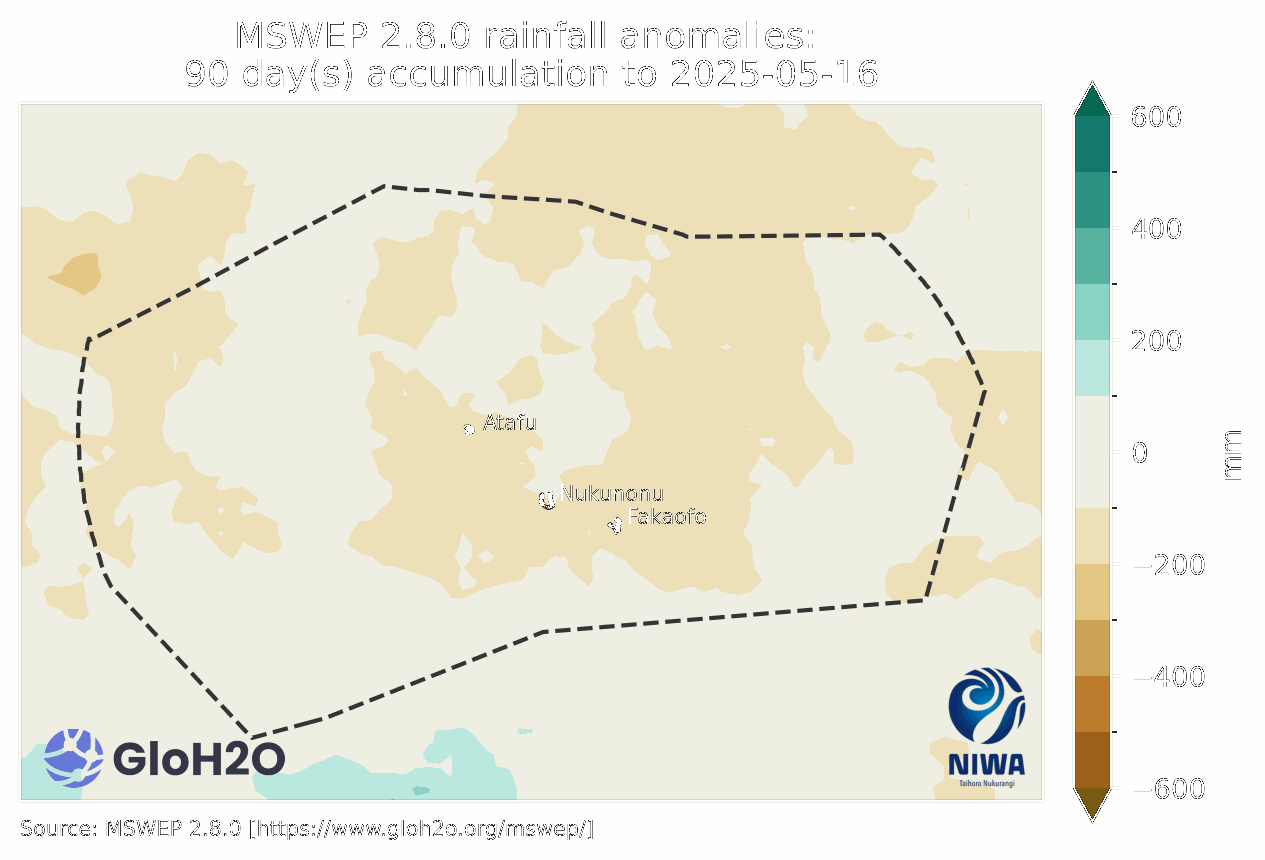 MSWEP 2.8.0 rainfall anomalies:
90 day(s) accumulation to 2025-05-16
600
400
200
0
−200
−400
−600
mm
Atafu
Nukunonu
Fakaofo
GloH2O
NIWA
Taihoro Nukurangi
Source: MSWEP 2.8.0 [https://www.gloh2o.org/mswep/]